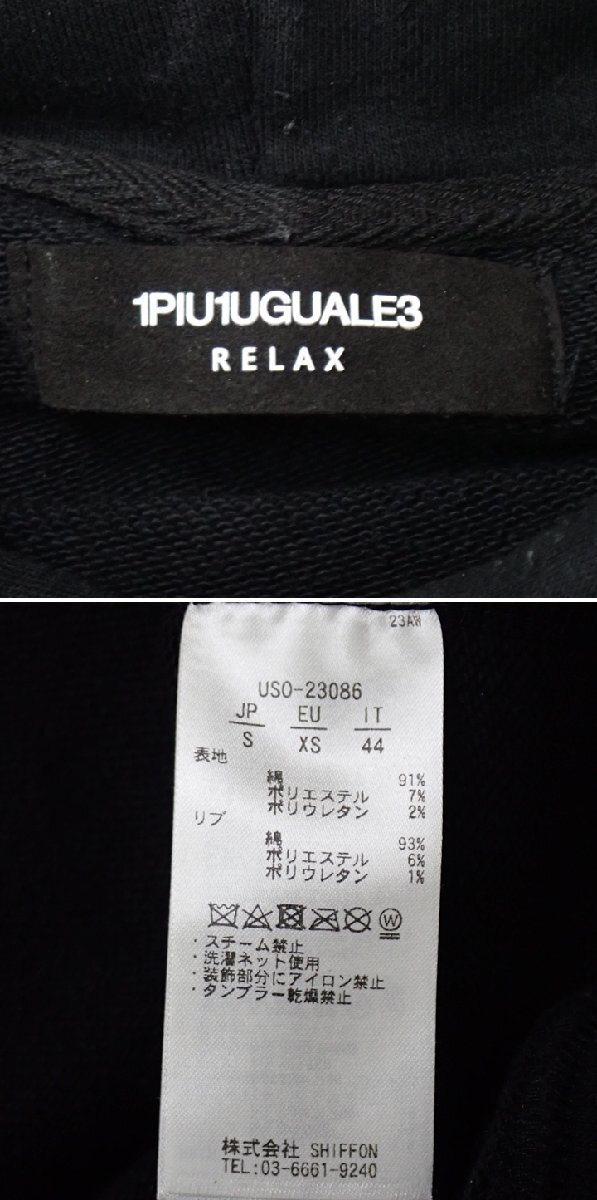 1PIU1UGUALE3
RELAX
23AW
USO-23086
JP EU IT
S XS 44
表地
綿 91%
ポリエステル 7%
ポリウレタン 2%
リブ
綿 93%
ポリエステル 6%
ポリウレタン 1%
W
・スチーム禁止
・洗濯ネット使用
・装飾部分にアイロン禁止
・タンブラー乾燥禁止
株式会社 SHIFFON
TEL:03-6661-9240